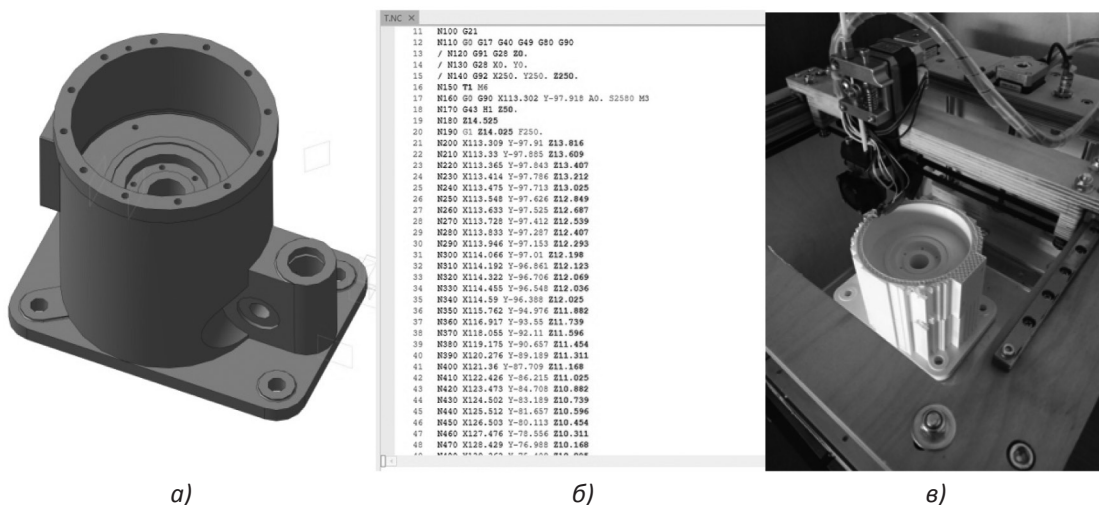 T.NC ×
11 N100 G21
12 N110 G0 G17 G40 G49 G80 G90
13 / N120 G91 G28 Z0.
14 / N130 G28 X0. Y0.
15 / N140 G92 X250. Y250. Z250.
16 N150 T1 M6
17 N160 G0 G90 X113.302 Y-97.918 A0. S2580 M3
18 N170 G43 H1 Z50.
19 N180 Z14.525
20 N190 G1 Z14.025 F250.
21 N200 X113.309 Y-97.91 Z13.816
22 N210 X113.33 Y-97.885 Z13.609
23 N220 X113.365 Y-97.843 Z13.407
24 N230 X113.414 Y-97.786 Z13.212
25 N240 X113.475 Y-97.713 Z13.025
26 N250 X113.548 Y-97.626 Z12.849
27 N260 X113.633 Y-97.525 Z12.687
28 N270 X113.728 Y-97.412 Z12.539
29 N280 X113.833 Y-97.287 Z12.407
30 N290 X113.946 Y-97.153 Z12.293
31 N300 X114.066 Y-97.01 Z12.198
32 N310 X114.192 Y-96.861 Z12.123
33 N320 X114.322 Y-96.706 Z12.069
34 N330 X114.455 Y-96.548 Z12.036
35 N340 X114.59 Y-96.388 Z12.025
36 N350 X115.762 Y-94.976 Z11.882
37 N360 X116.917 Y-93.55 Z11.739
38 N370 X118.055 Y-92.11 Z11.596
39 N380 X119.175 Y-90.657 Z11.454
40 N390 X120.276 Y-89.189 Z11.311
41 N400 X121.36 Y-87.709 Z11.168
42 N410 X122.426 Y-86.215 Z11.025
43 N420 X123.473 Y-84.708 Z10.882
44 N430 X124.502 Y-83.189 Z10.739
45 N440 X125.512 Y-81.657 Z10.596
46 N450 X126.503 Y-80.113 Z10.454
47 N460 X127.476 Y-78.556 Z10.311
48 N470 X128.429 Y-76.988 Z10.168
а)
б)
в)